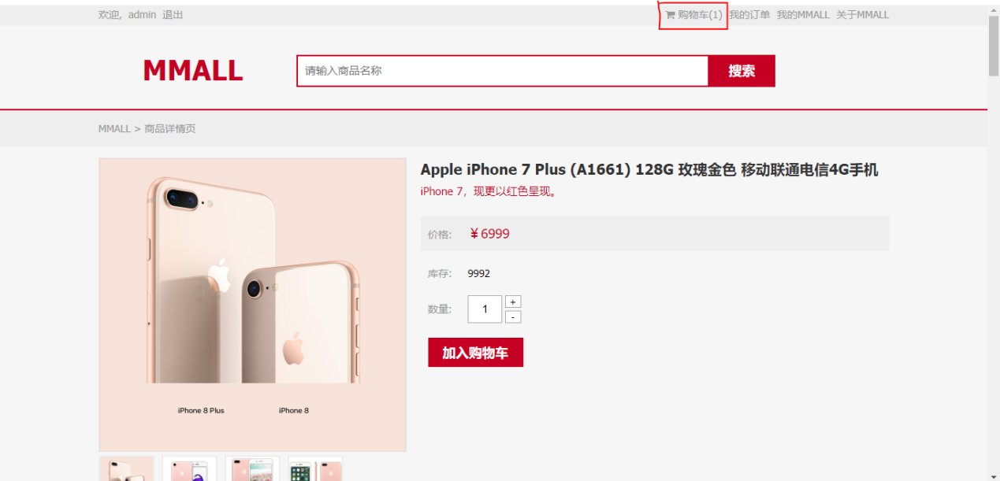 欢迎，admin 退出
购物车(1) 我的订单 我的MMALL 关于MMALL
MMALL
请输入商品名称 搜索
MMALL > 商品详情页
Apple iPhone 7 Plus (A1661) 128G 玫瑰金色 移动联通电信4G手机
iPhone 7，现更以红色呈现。
价格: ￥6999
库存: 9992
数量: 1 + -
加入购物车
iPhone 8 Plus iPhone 8